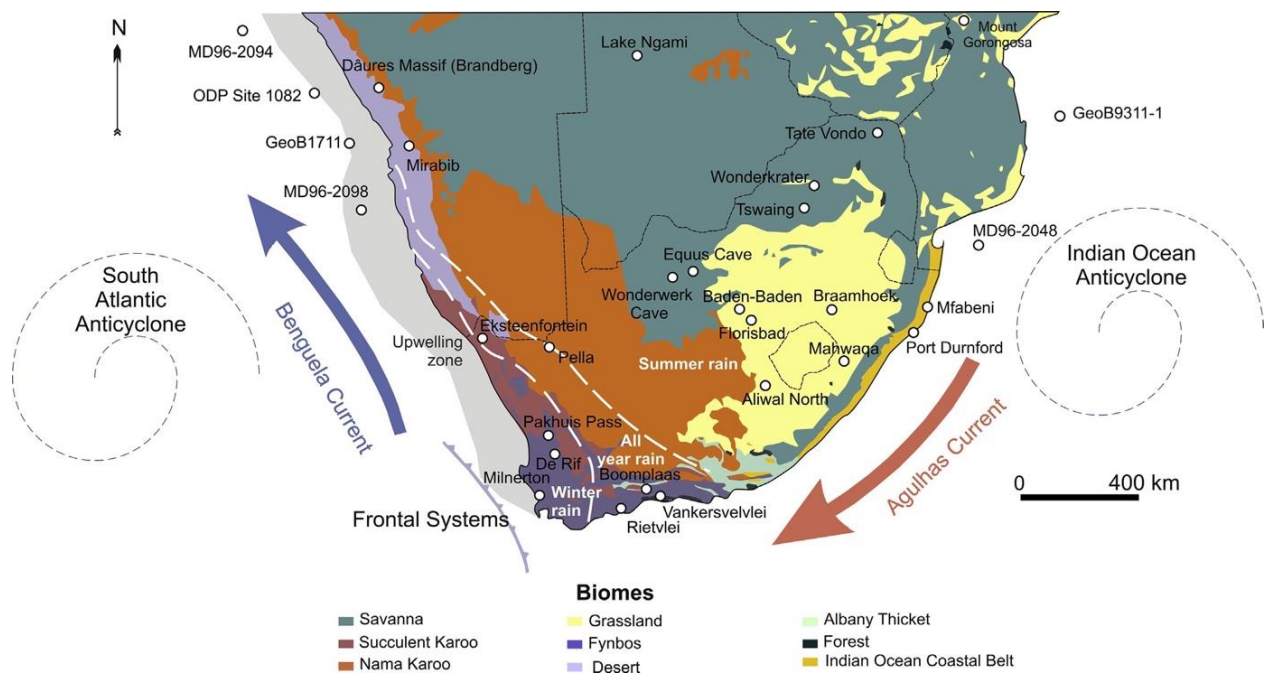 N
MD96-2094
Dâures Massif (Brandberg)
ODP Site 1082
GeoB1711
Mirabib
MD96-2098
Lake Ngami
Mount
Gorongosa
GeoB9311-1
Tate Vondo
Wonderkrater
Tswaing
MD96-2048
Equus Cave
Wonderwerk
Cave
Baden-Baden
Braamhoek
Florisbad
Mfabeni
Port Durnford
Mahwaqa
Aliwal North
South
Atlantic
Anticyclone
Indian Ocean
Anticyclone
Benguela Current
Upwelling
zone
Eksteenfontein
Pella
Summer rain
Pakhuis Pass
All
year rain
De Rif
Boomplaas
Milnerton
Winter
rain
Vankersvelvlei
Rietvlei
Frontal Systems
Agulhas Current
0
400 km
Biomes
Savanna
Succulent Karoo
Nama Karoo
Grassland
Fynbos
Desert
Albany Thicket
Forest
Indian Ocean Coastal Belt